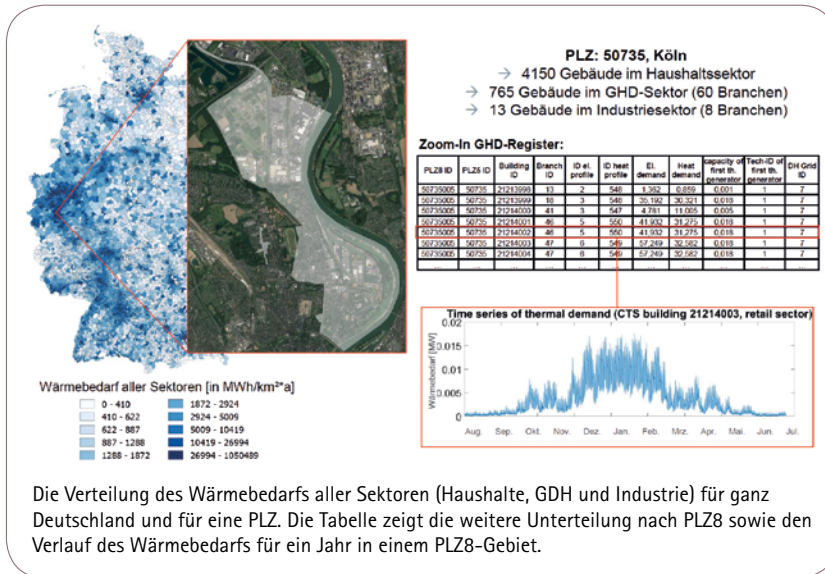 PLZ: 50735, Köln
→ 4150 Gebäude im Haushaltssektor
→ 765 Gebäude im GHD-Sektor (60 Branchen)
→ 13 Gebäude im Industriesektor (8 Branchen)
Zoom-In GHD-Register:
PLZ8 ID PLZ5 ID Building ID Branch ID ID el. profile ID heat profile El. demand Heat demand capacity of first th. generator Tech-ID of first th. generator DH Grid ID
50735005 50735 21213998 13 2 548 1,362 0,859 0,001 1 7
50735005 50735 21213999 18 3 548 35,192 30,321 0,018 1 7
50735005 50735 21214000 41 3 547 4,781 11,005 0,005 1 7
50735005 50735 21214001 46 5 550 41,932 31,275 0,018 1 7
50735005 50735 21214002 46 5 550 41,932 31,275 0,018 1 7
50735005 50735 21214003 47 6 549 57,249 32,582 0,018 1 7
50735005 50735 21214004 47 6 549 57,249 32,582 0,018 1 7
... ... ... ... ... ... ... ... ... ... ...
Time series of thermal demand (CTS building 21214003, retail sector)
Wärmebedarf [MW]
0.02
0.015
0.01
0.005
0
Aug. Sep. Okt. Nov. Dez. Jan. Feb. Mrz. Apr. Mai. Jun. Jul.
Wärmebedarf aller Sektoren [in MWh/km²*a]
0 - 410
410 - 622
622 - 887
887 - 1288
1288 - 1872
1872 - 2924
2924 - 5009
5009 - 10419
10419 - 26994
26994 - 1050489
Die Verteilung des Wärmebedarfs aller Sektoren (Haushalte, GDH und Industrie) für ganz
Deutschland und für eine PLZ. Die Tabelle zeigt die weitere Unterteilung nach PLZ8 sowie den
Verlauf des Wärmebedarfs für ein Jahr in einem PLZ8-Gebiet.